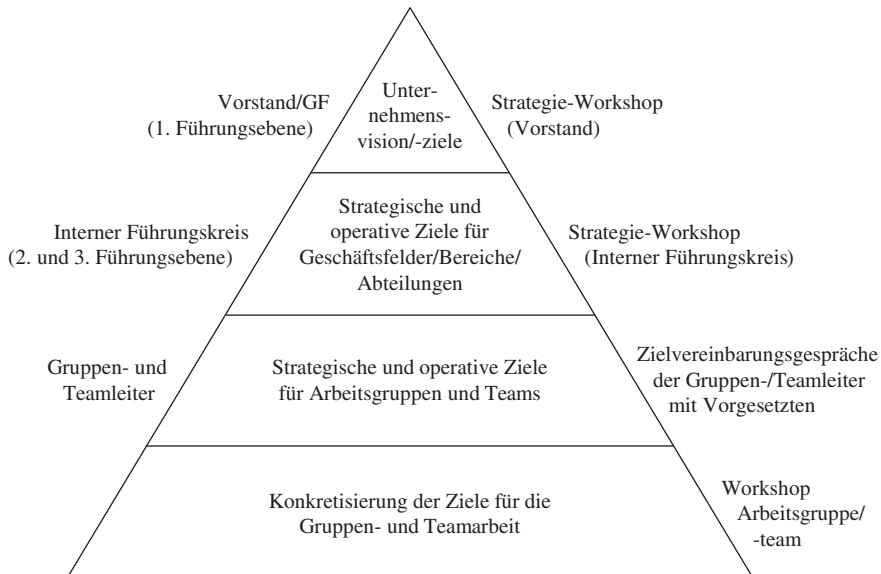 Vorstand/GF
(1. Führungsebene)
Unter-
nehmens-
vision/-ziele
Strategie-Workshop
(Vorstand)
Interner Führungskreis
(2. und 3. Führungsebene)
Strategische und
operative Ziele für
Geschäftsfelder/Bereiche/
Abteilungen
Strategie-Workshop
(Interner Führungskreis)
Gruppen- und
Teamleiter
Strategische und operative Ziele
für Arbeitsgruppen und Teams
Zielvereinbarungsgespräche
der Gruppen-/Teamleiter
mit Vorgesetzten
Konkretisierung der Ziele für die
Gruppen- und Teamarbeit
Workshop
Arbeitsgruppe/
-team